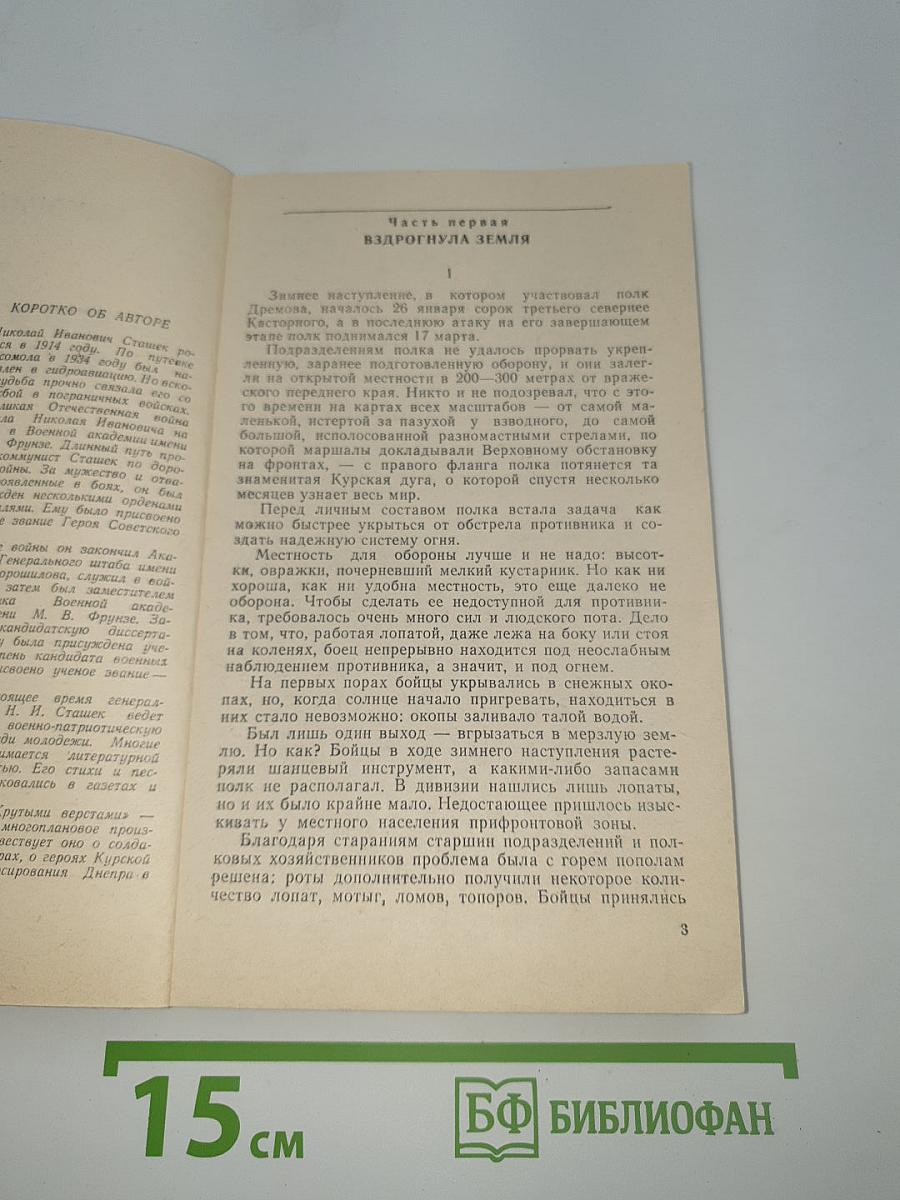 КОРОТКО ОБ АВТОРЕ
Николай Иванович Сташек ро-
ся в 1914 году. По путевке
сомола в 1934 году был на-
лен в гидроавиацию. Но вско-
судьба прочно связала его со
бой в пограничных войсках.
ликая Отечественная война
ла Николая Ивановича на
в Военной академии имени
Фрунзе. Длинный путь про-
коммунист Сташек по доро-
войны. За мужество и отва-
роявленные в боях, он был
жден несколькими орденами
лями. Ему было присвоено
е звание Героя Советского
е войны он закончил Ака-
Генерального штаба имени
орошилова, служил в вой-
затем был заместителем
ика Военной акаде-
ени М. В. Фрунзе. За-
кандидатскую диссерта-
у была присуждена уче-
пень кандидата военных
исвоено ученое звание —
оящее время генерал-
Н. И. Сташек ведет
военно-патриотическую
еди молодежи. Многие
имается литературной
тью. Его стихи и пес-
ковались в газетах и
Крутыми верстами» —
многоплановое произ-
вествует оно о солда-
рах, о героях Курской
рсирования Днепра в
Часть первая
ВЗДРОГНУЛА ЗЕМЛЯ
1
Зимнее наступление, в котором участвовал полк
Дремова, началось 26 января сорок третьего севернее
Касторного, а в последнюю атаку на его завершающем
этапе полк поднимался 17 марта.
Подразделениям полка не удалось прорвать укреп-
ленную, заранее подготовленную оборону, и они залег-
ли на открытой местности в 200—300 метрах от враже-
ского переднего края. Никто и не подозревал, что с это-
го времени на картах всех масштабов — от самой ма-
ленькой, истертой за пазухой у взводного, до самой
большой, исполосованной разномастными стрелами, по
которой маршалы докладывали Верховному обстановку
на фронтах, — с правого фланга полка потянется та
знаменитая Курская дуга, о которой спустя несколько
месяцев узнает весь мир.
Перед личным составом полка встала задача как
можно быстрее укрыться от обстрела противника и со-
здать надежную систему огня.
Местность для обороны лучше и не надо: высот-
ки, овражки, почерневший мелкий кустарник. Но как ни
хороша, как ни удобна местность, это еще далеко не
оборона. Чтобы сделать ее недоступной для противни-
ка, требовалось очень много сил и людского пота. Дело
в том, что, работая лопатой, даже лежа на боку или стоя
на коленях, боец непрерывно находится под неослабным
наблюдением противника, а значит, и под огнем.
На первых порах бойцы укрывались в снежных око-
пах, но, когда солнце начало пригревать, находиться в
них стало невозможно: окопы заливало талой водой.
Был лишь один выход — вгрызаться в мерзлую зем-
лю. Но как? Бойцы в ходе зимнего наступления расте-
ряли шанцевый инструмент, а какими-либо запасами
полк не располагал. В дивизии нашлись лишь лопаты,
но и их было крайне мало. Недостающее пришлось изыс-
кивать у местного населения прифронтовой зоны.
Благодаря стараниям старшин подразделений и пол-
ковых хозяйственников проблема была с горем пополам
решена: роты дополнительно получили некоторое коли-
чество лопат, мотыг, ломов, топоров. Бойцы принялись
3
15 см
БФ БИБЛИОФАН